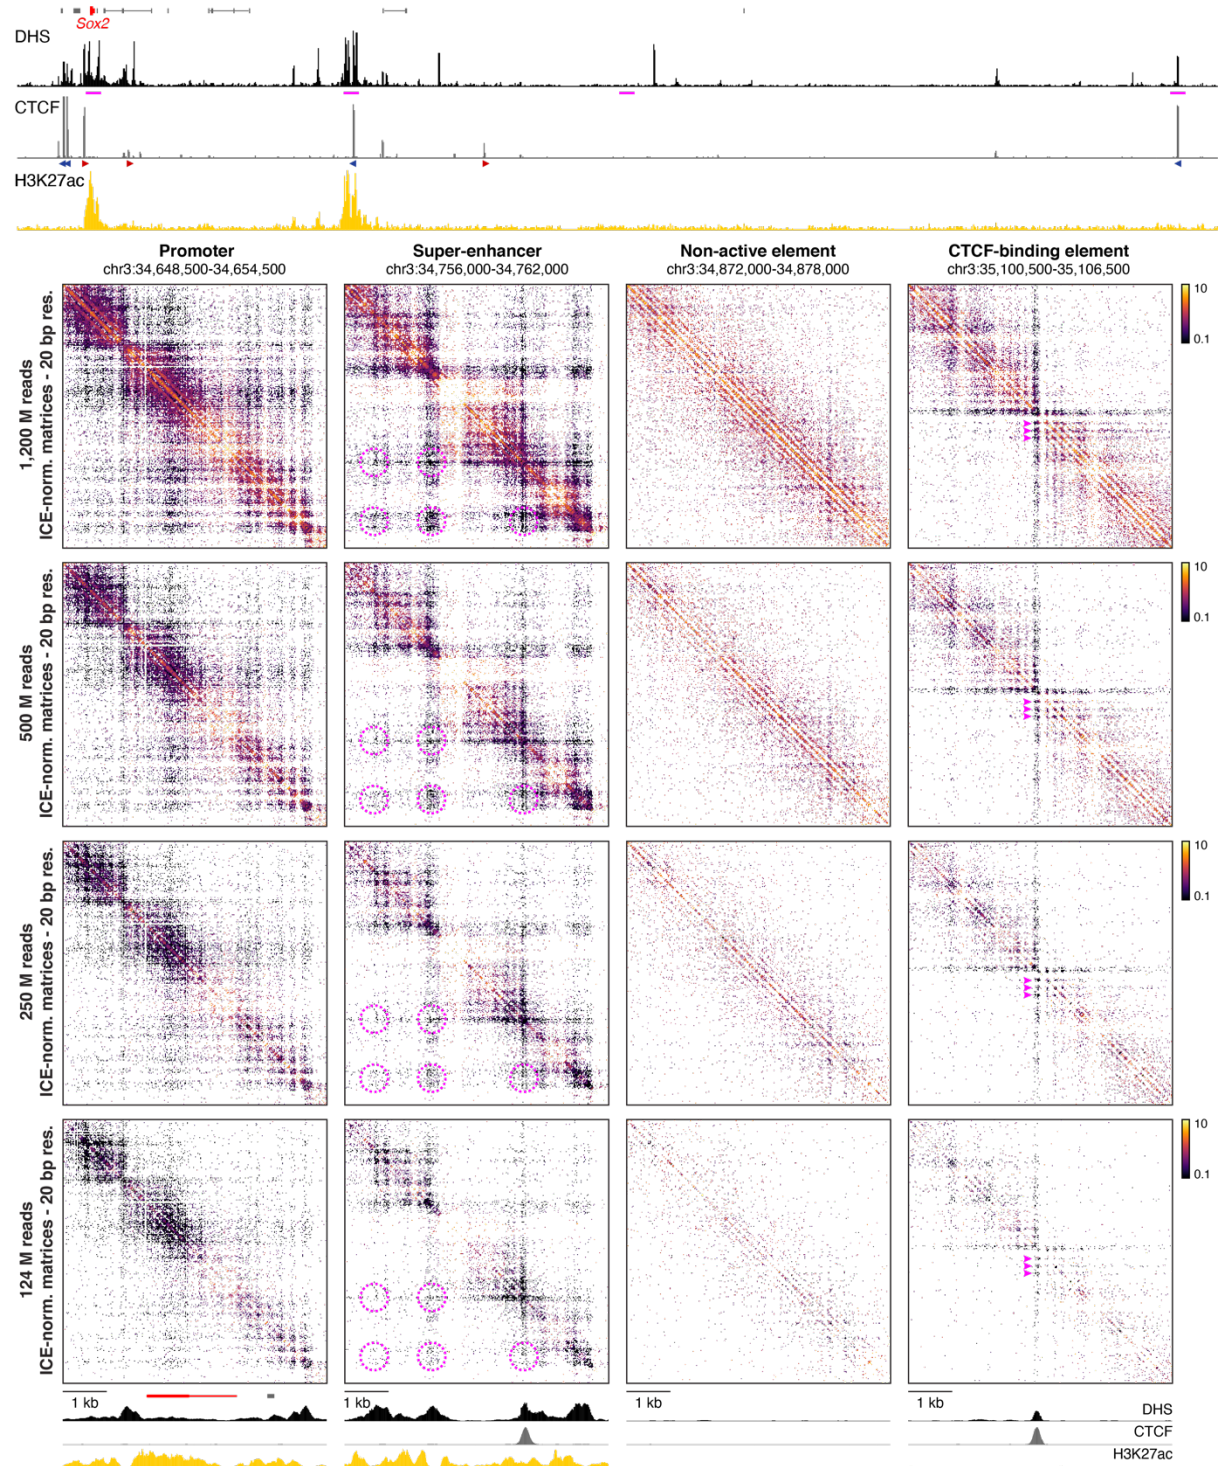 Sox2
DHS
CTCF
H3K27ac
Promoter
chr3:34,648,500-34,654,500
Super-enhancer
chr3:34,756,000-34,762,000
Non-active element
chr3:34,872,000-34,878,000
CTCF-binding element
chr3:35,100,500-35,106,500
1,200 M reads
ICE-norm. matrices - 20 bp res.
10
0.1
500 M reads
ICE-norm. matrices - 20 bp res.
10
0.1
250 M reads
ICE-norm. matrices - 20 bp res.
10
0.1
124 M reads
ICE-norm. matrices - 20 bp res.
10
0.1
1 kb
1 kb
1 kb
1 kb
DHS
CTCF
H3K27ac